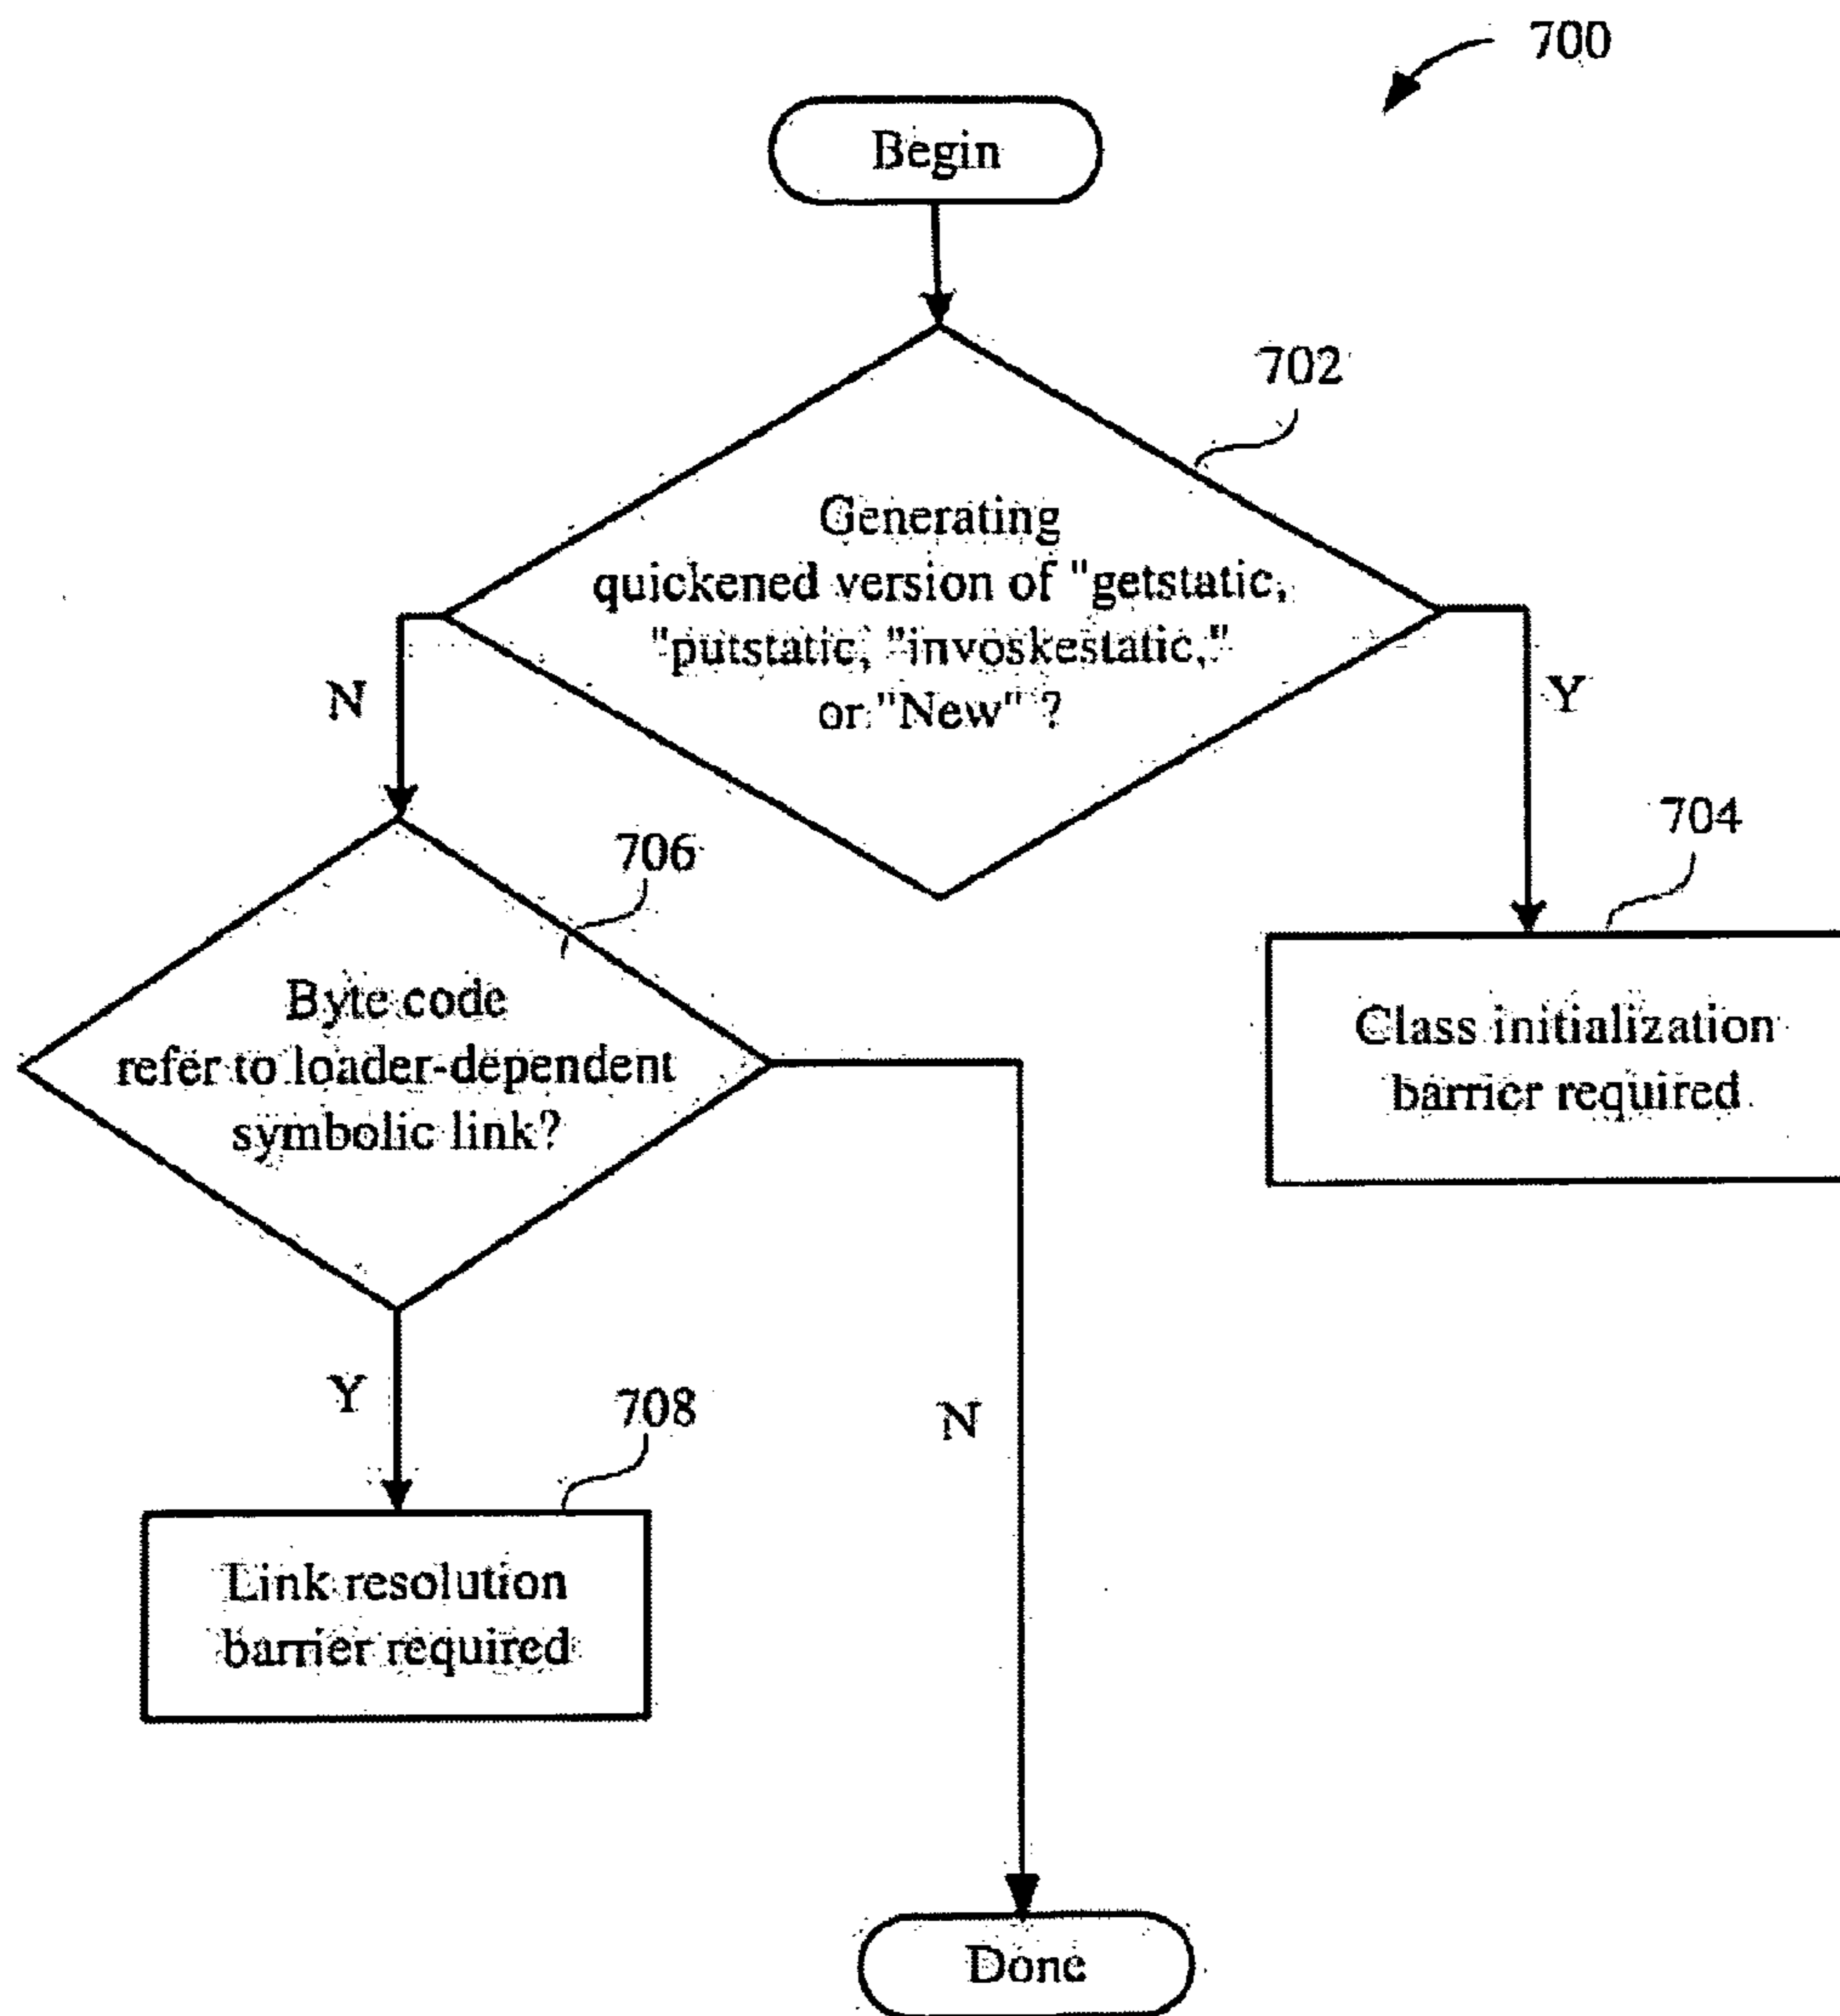 700
Begin
702
Generating
quickened version of "getstatic,
"putstatic, "invoskestatic,"
or "New" ?
N
Y
704
706
Byte code
refer to loader-dependent
symbolic link?
Class initialization
barrier required
Y
708
N
Link resolution
barrier required
Done